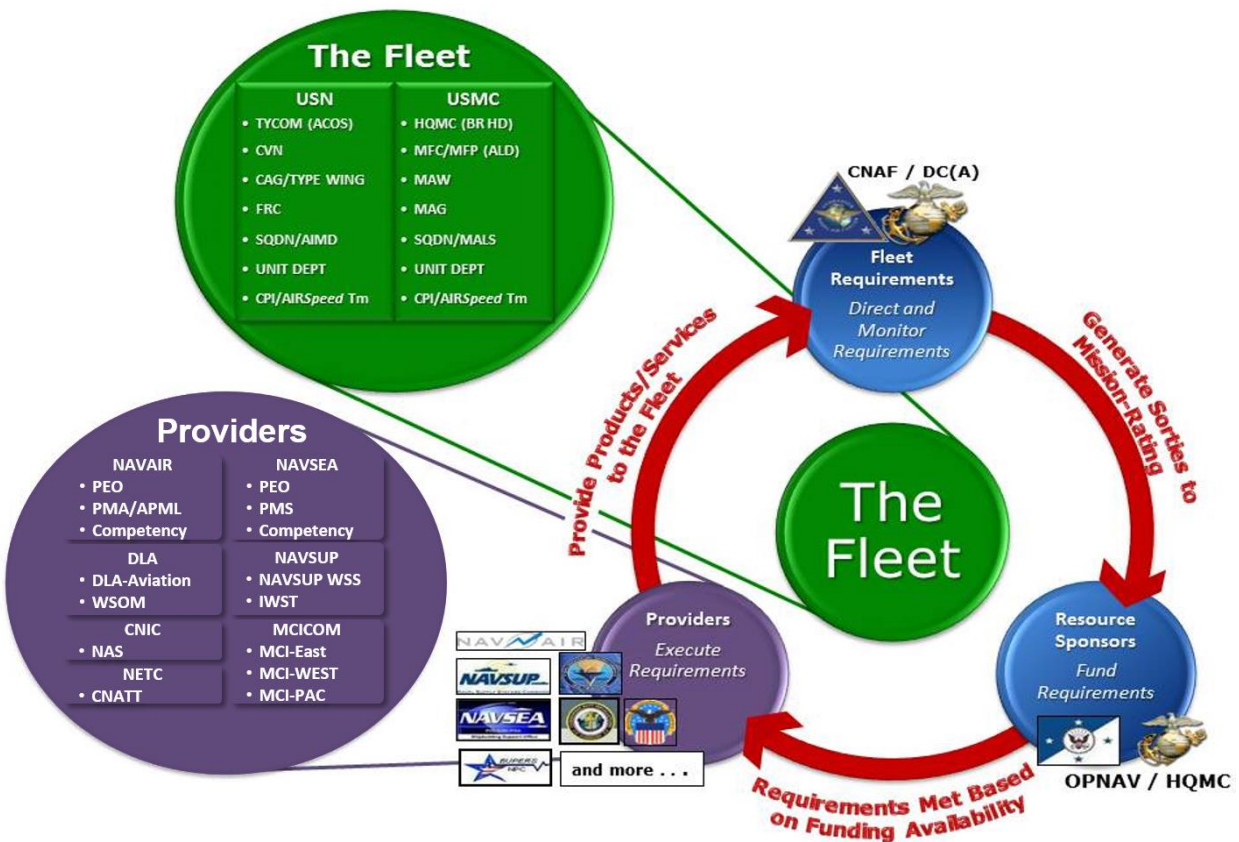 The Fleet
USN
• TYCOM (ACOS)
• CVN
• CAG/TYPE WING
• FRC
• SQDN/AIMD
• UNIT DEPT
• CPI/AIRSpeed Tm
USMC
• HQMC (BR HD)
• MFC/MFP (ALD)
• MAW
• MAG
• SQDN/MALS
• UNIT DEPT
• CPI/AIRSpeed Tm
CNAF / DC(A)
Fleet
Requirements
Direct and
Monitor
Requirements
Generate Sorties to
Mission-Rating
Provide Products/Services
to the Fleet
The
Fleet
Providers
NAVAIR
• PEO
• PMA/APML
• Competency
NAVSEA
• PEO
• PMS
• Competency
DLA
• DLA-Aviation
• WSOM
NAVSUP
• NAVSUP WSS
• IWST
CNIC
• NAS
NETC
• CNATT
MCICOM
• MCI-East
• MCI-WEST
• MCI-PAC
Providers
Execute
Requirements
Resource
Sponsors
Fund
Requirements
NAVAIR
NAVSUP
NAVSEA
BUPERS
NPC
and more . . .
OPNAV / HQMC
Requirements Met Based
on Funding Availability